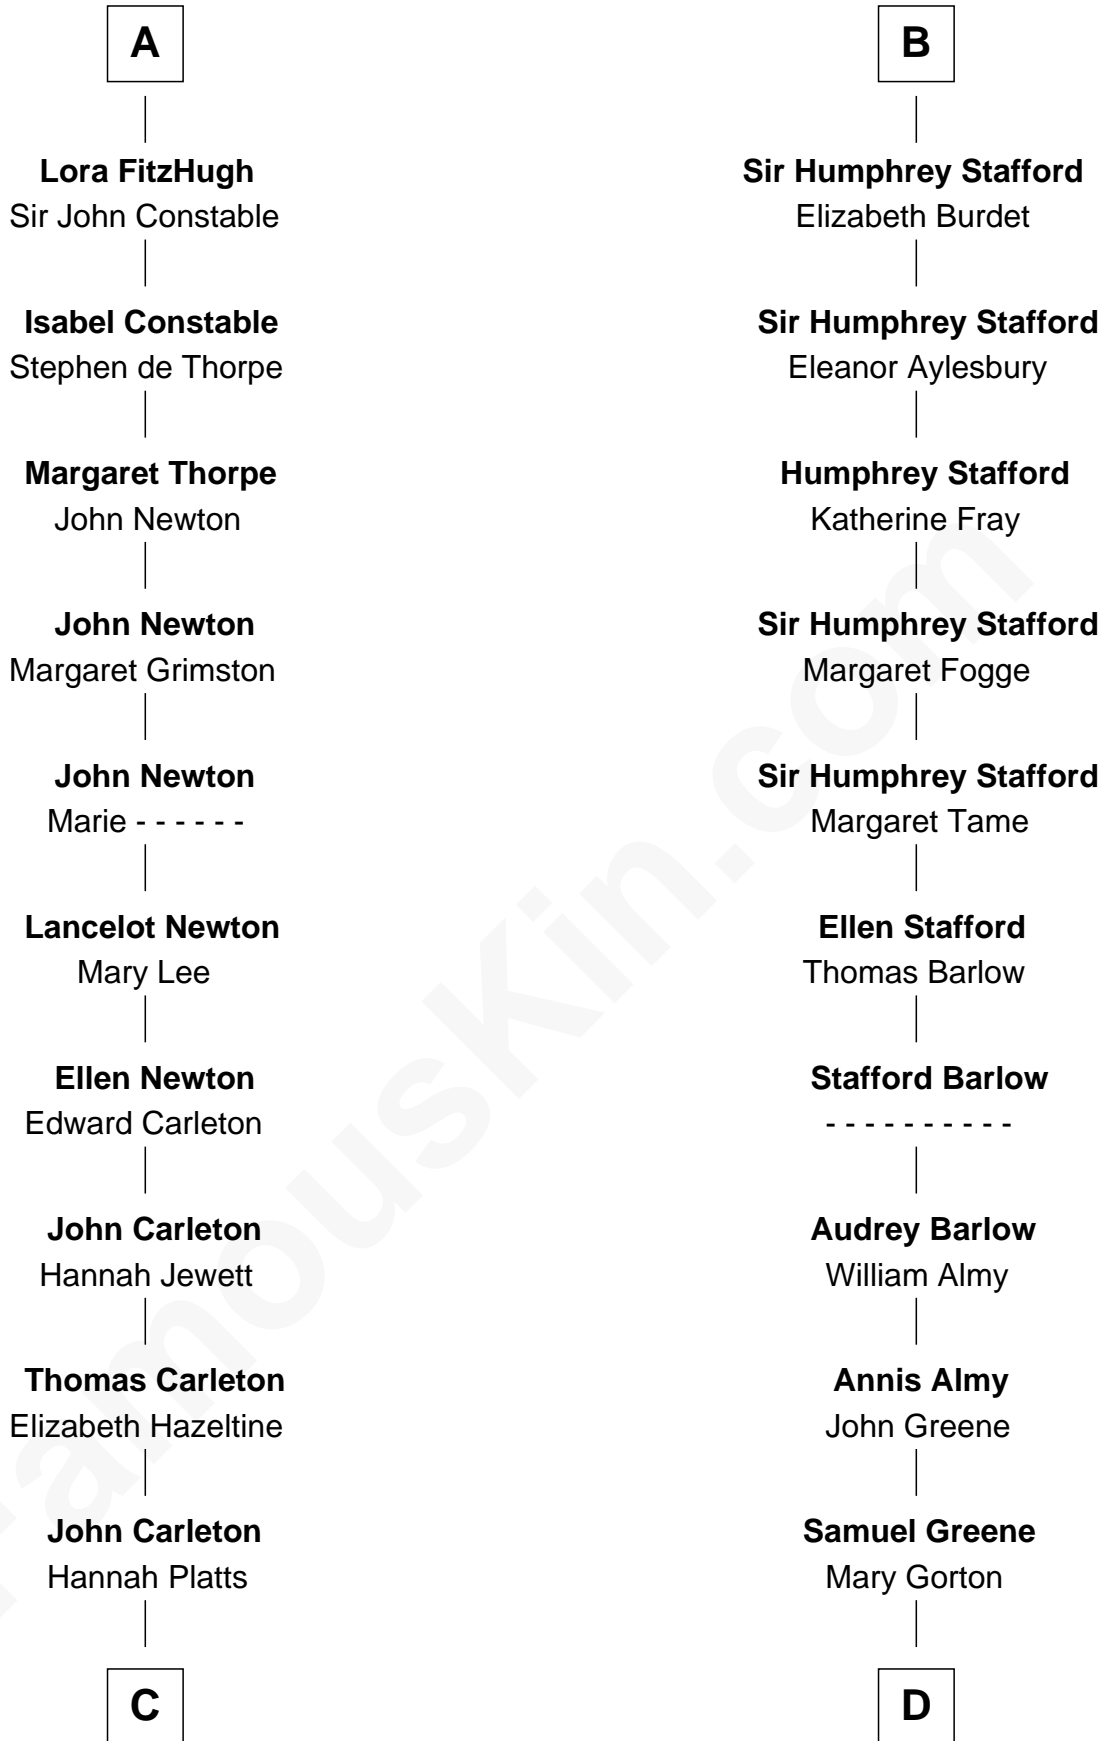 A
Lora FitzHugh
Sir John Constable
Isabel Constable
Stephen de Thorpe
Margaret Thorpe
John Newton
John Newton
Margaret Grimston
John Newton
Marie - - - - - -
Lancelot Newton
Mary Lee
Ellen Newton
Edward Carleton
John Carleton
Hannah Jewett
Thomas Carleton
Elizabeth Hazeltine
John Carleton
Hannah Platts
C
B
Sir Humphrey Stafford
Elizabeth Burdet
Sir Humphrey Stafford
Eleanor Aylesbury
Humphrey Stafford
Katherine Fray
Sir Humphrey Stafford
Margaret Fogge
Sir Humphrey Stafford
Margaret Tame
Ellen Stafford
Thomas Barlow
Stafford Barlow
- - - - - - - - - -
Audrey Barlow
William Almy
Annis Almy
John Greene
Samuel Greene
Mary Gorton
D
FamousKin.com